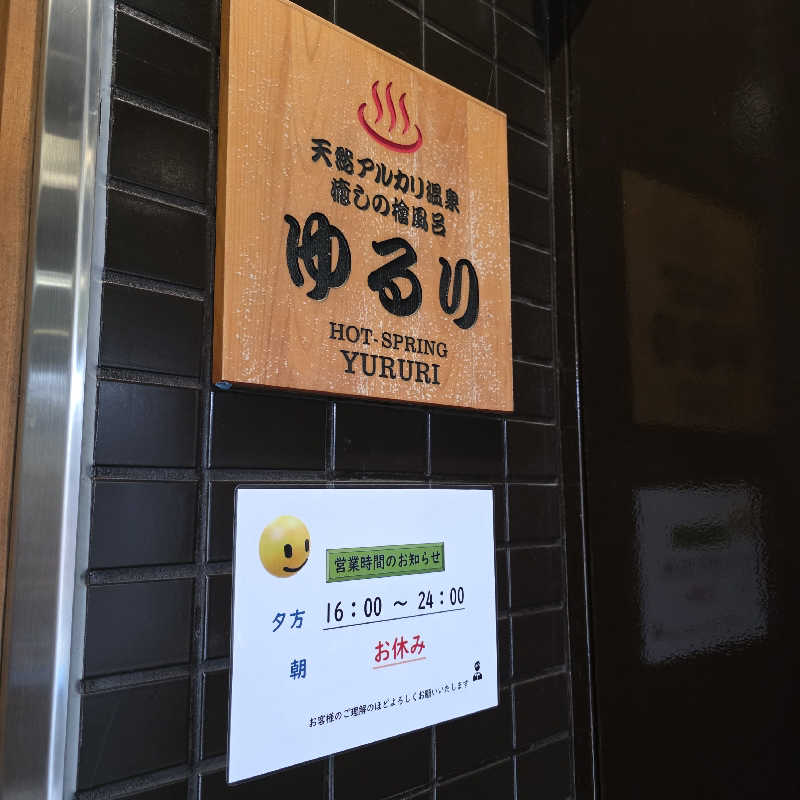 天然アルカリ温泉
癒しの檜風呂
ゆるり
HOT-SPRING
YURURI
営業時間のお知らせ
夕方 16：00 ～ 24：00
朝 お休み
お客様のご理解のほどよろしくお願いいたします